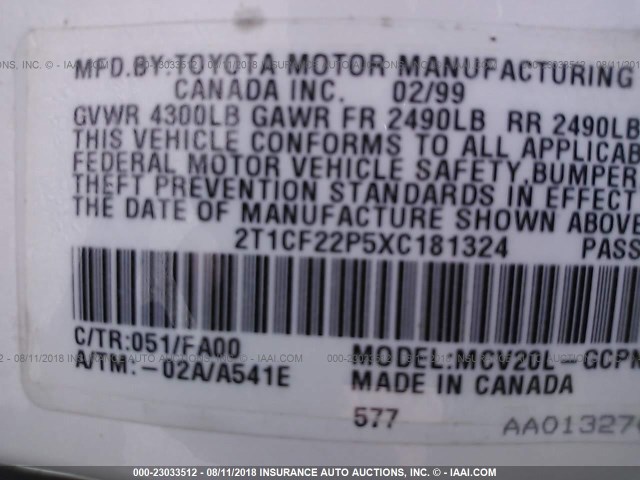 MFD.BY:TOYOTA MOTOR MANUFACTURING
CANADA INC. 02/99
GVWR 4300LB GAWR FR 2490LB RR 2490LB
THIS VEHICLE CONFORMS TO ALL APPLICAB
FEDERAL MOTOR VEHICLE SAFETY,BUMPER
THEFT PREVENTION STANDARDS IN EFFECT
THE DATE OF MANUFACTURE SHOWN ABOVE
2T1CF22P5XC181324 PASS
C/TR:051/FA00
MODEL:MCV20L-GCPN
A/TM:-02A/A541E
MADE IN CANADA
577
AA01327
000-23033512 - 08/11/2018 INSURANCE AUTO AUCTIONS, INC. - IAAI.COM